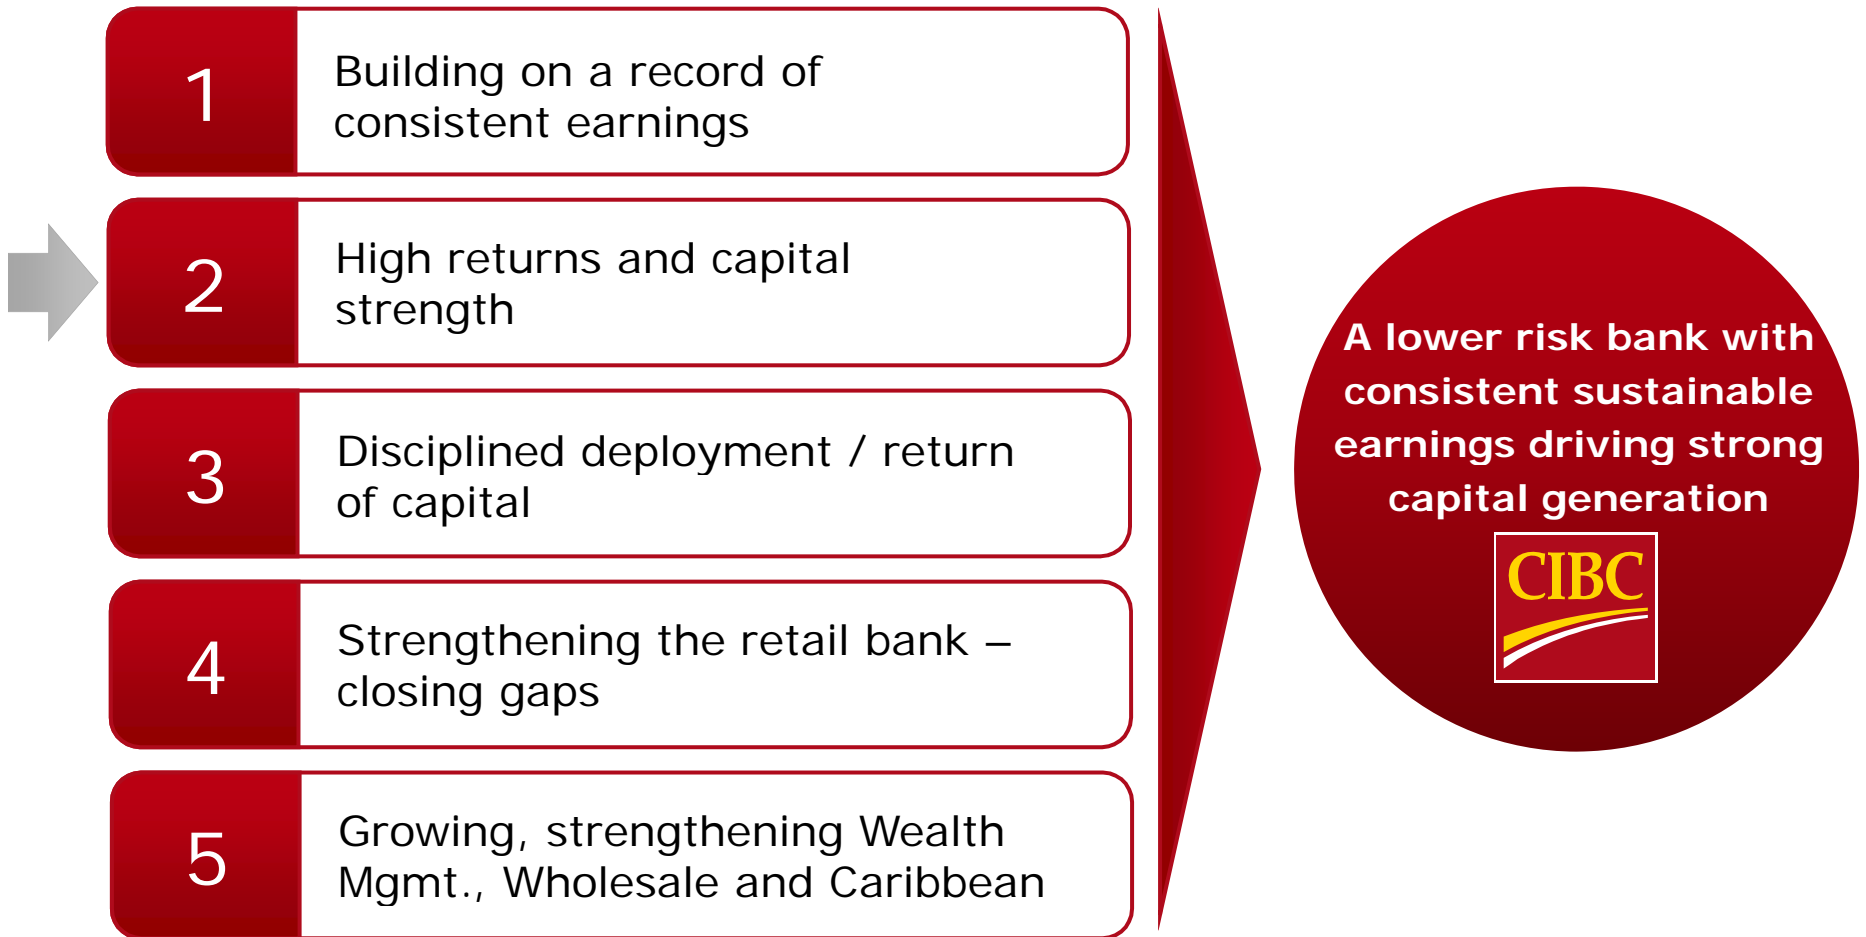 1
Building on a record of
consistent earnings
2
High returns and capital
strength
3
Disciplined deployment / return
of capital
4
Strengthening the retail bank –
closing gaps
5
Growing, strengthening Wealth
Mgmt., Wholesale and Caribbean
A lower risk bank with
consistent sustainable
earnings driving strong
capital generation
CIBC